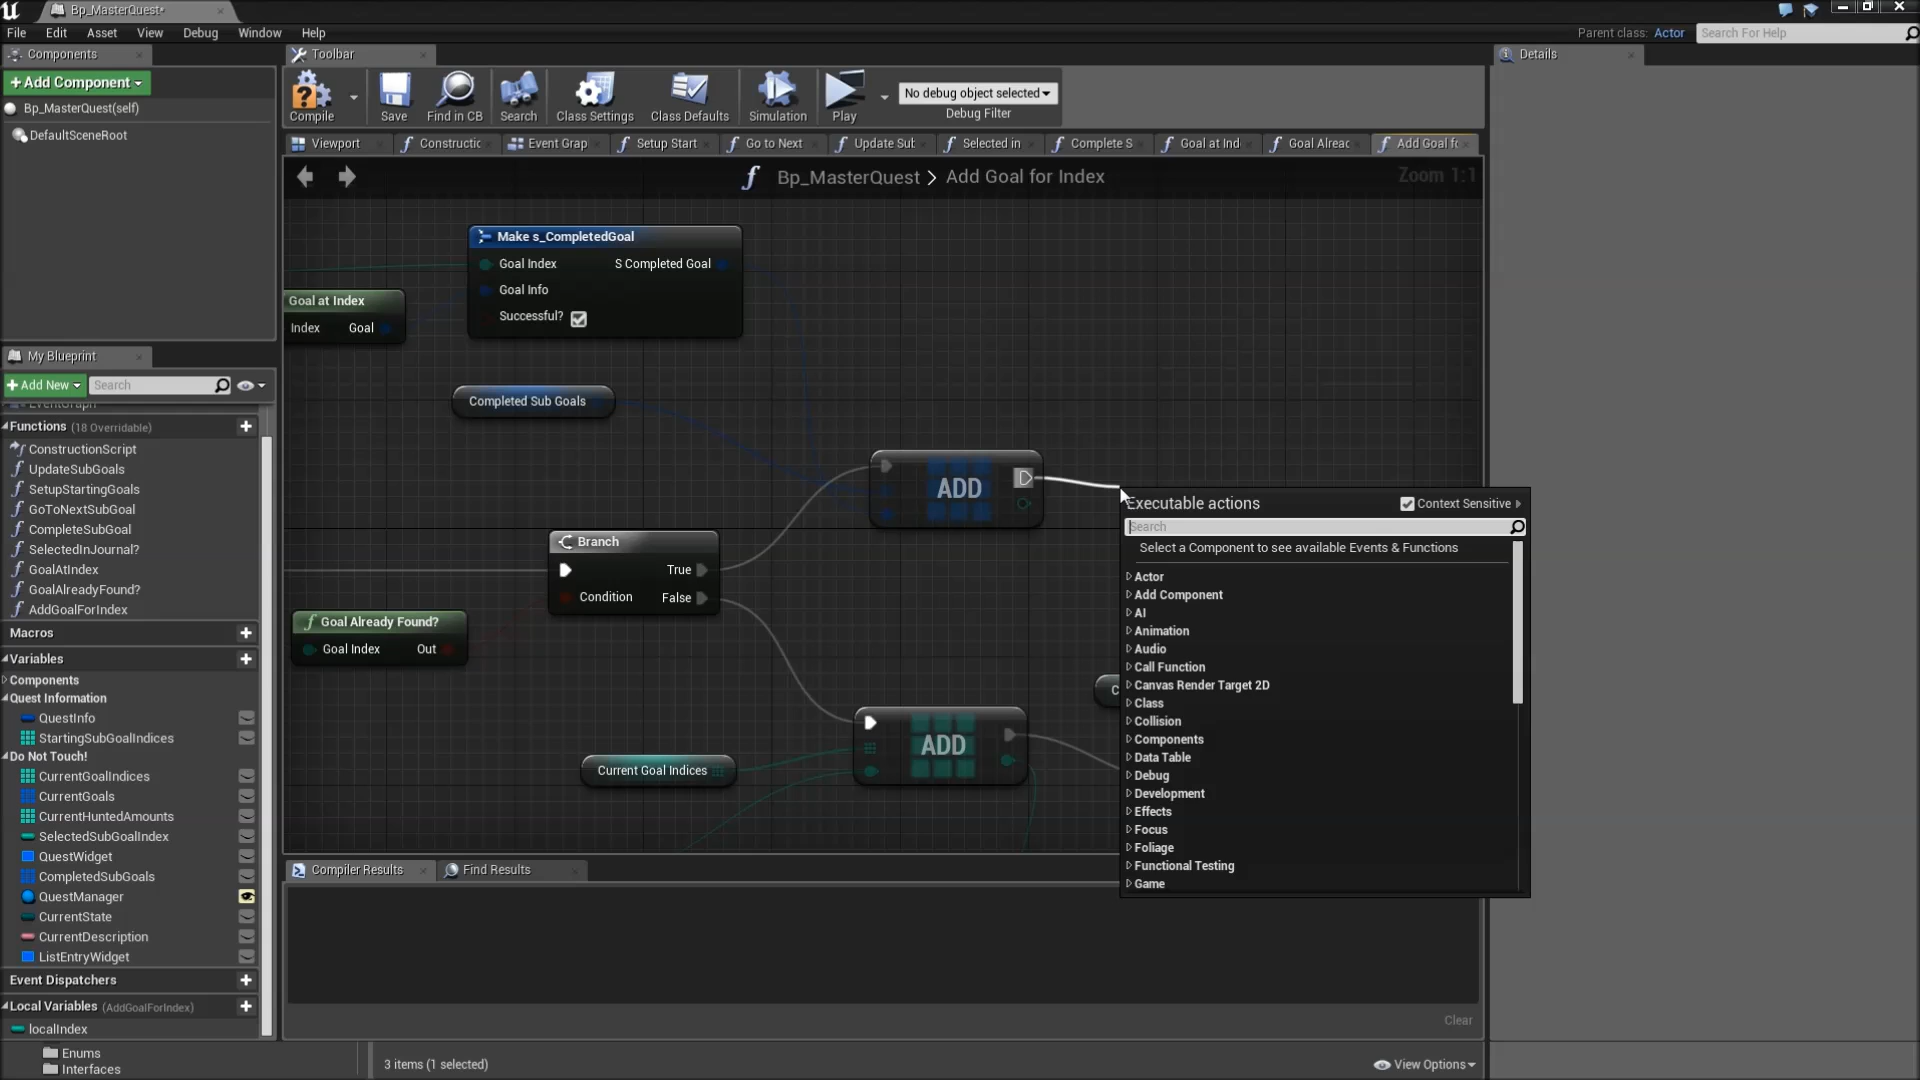 Bp_MasterQuest*
File Edit Asset View Debug Window Help
Parent class: Actor
Search For Help
Components
Toolbar
Details
+Add Component
Bp_MasterQuest(self)
DefaultSceneRoot
Compile
Save
Find in CB
Search
Class Settings
Class Defaults
Simulation
Play
No debug object selected
Debug Filter
Viewport
Constructic
Event Grap
Setup Start
Go to Next
Update Sub
Selected in
Complete S
Goal at Ind
Goal Alreac
Add Goal fo
Bp_MasterQuest > Add Goal for Index
Zoom 1:1
Make s_CompletedGoal
Goal Index
S Completed Goal
Goal Info
Successful?
Goal at Index
Index
Goal
Completed Sub Goals
ADD
Branch
True
Condition
False
Goal Already Found?
Goal Index
Out
ADD
Current Goal Indices
C
Executable actions
Context Sensitive
Search
Select a Component to see available Events & Functions
Actor
Add Component
AI
Animation
Audio
Call Function
Canvas Render Target 2D
Class
Collision
Components
Data Table
Debug
Development
Effects
Focus
Foliage
Functional Testing
Game
My Blueprint
+Add New
Search
EventGraph
Functions (18 Overridable)
ConstructionScript
UpdateSubGoals
SetupStartingGoals
GoToNextSubGoal
CompleteSubGoal
SelectedInJournal?
GoalAtIndex
GoalAlreadyFound?
AddGoalForIndex
Macros
Variables
Components
Quest Information
QuestInfo
StartingSubGoalIndices
Do Not Touch!
CurrentGoalIndices
CurrentGoals
CurrentHuntedAmounts
SelectedSubGoalIndex
QuestWidget
CompletedSubGoals
QuestManager
CurrentState
CurrentDescription
ListEntryWidget
Event Dispatchers
Local Variables (AddGoalForIndex)
localIndex
Enums
Interfaces
Compiler Results
Find Results
Clear
3 items (1 selected)
View Options